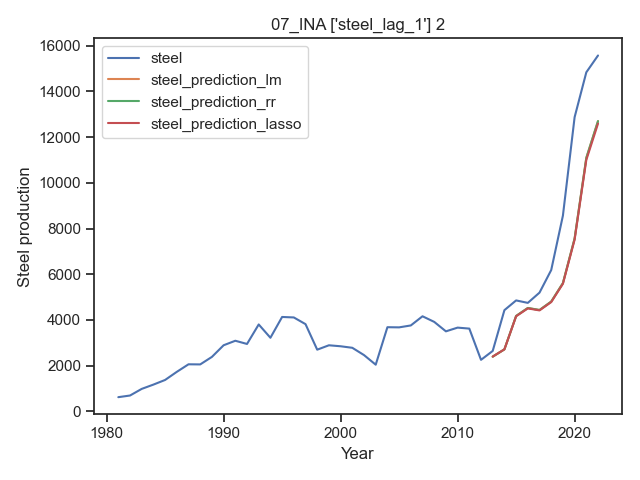 07_INA ['steel_lag_1'] 2
steel
steel_prediction_lm
steel_prediction_rr
steel_prediction_lasso
Steel production
16000
14000
12000
10000
8000
6000
4000
2000
0
1980
1990
2000
2010
2020
Year